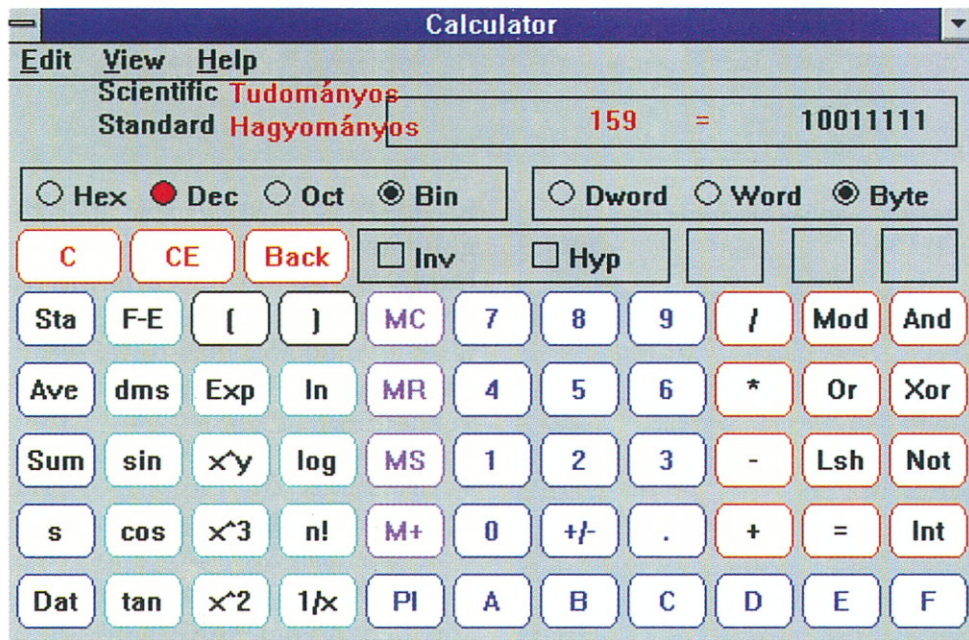 Calculator
Edit View Help
Scientific Tudományos
Standard Hagyományos
159 = 10011111
Hex Dec Oct Bin Dword Word Byte
C CE Back Inv Hyp
Sta F-E ( ) MC 7 8 9 / Mod And
Ave dms Exp ln MR 4 5 6 * Or Xor
Sum sin x^y log MS 1 2 3 - Lsh Not
s cos x^3 n! M+ 0 +/- . + = Int
Dat tan x^2 1/x PI A B C D E F